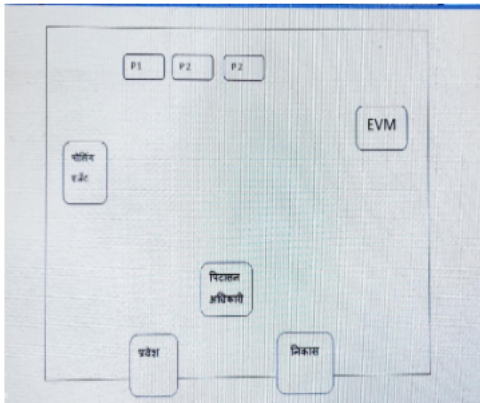 P1 P2 P2
EVM
पोलिंग
एजेंट
पिटासन
अधिकारी
प्रवेश
निकास